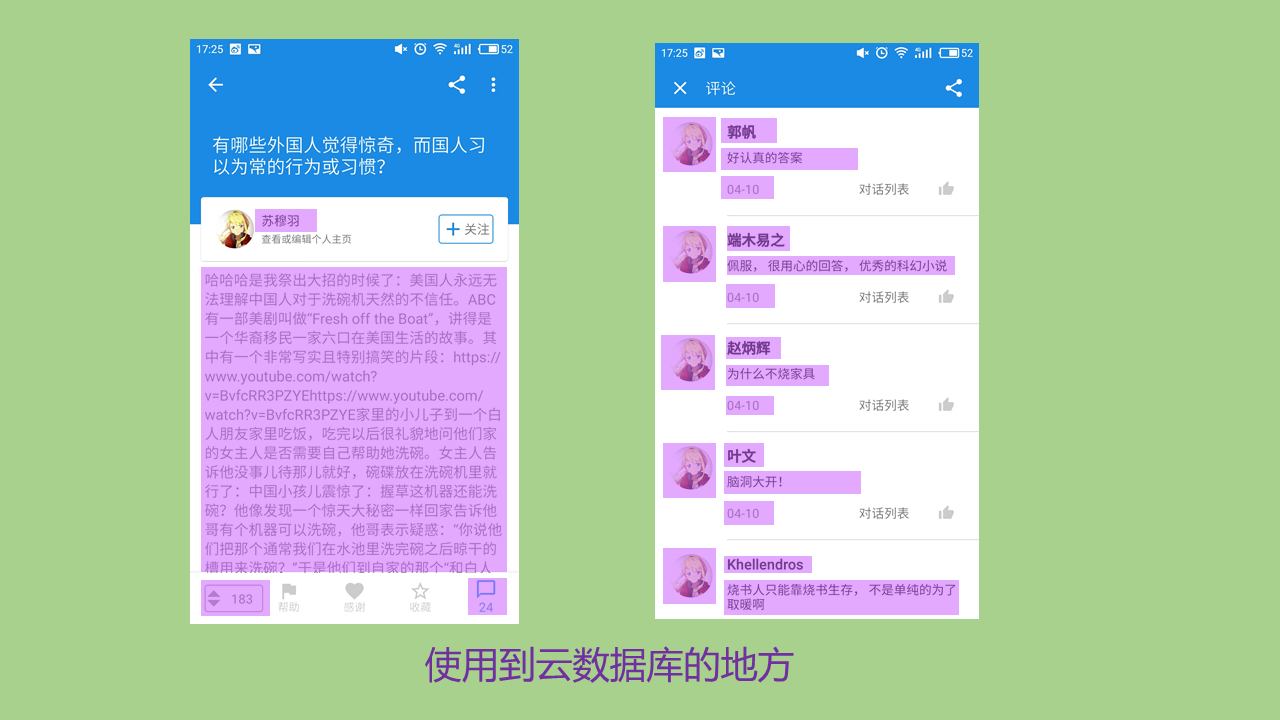 17:25
4G
52
有哪些外国人觉得惊奇，而国人习
以为常的行为或习惯？
苏穆羽
查看或编辑个人主页
关注
哈哈哈是我祭出大招的时候了：美国人永远无
法理解中国人对于洗碗机天然的不信任。ABC
有一部美剧叫做“Fresh off the Boat”，讲得是
一个华裔移民一家六口在美国生活的故事。其
中有一个非常写实且特别搞笑的片段：https://
www.youtube.com/watch?
v=BvfcRR3PZYEhttps://www.youtube.com/
watch?v=BvfcRR3PZYE家里的小儿子到一个白
人朋友家里吃饭，吃完以后很礼貌地问他们家
的女主人是否需要自己帮助她洗碗。女主人告
诉他没事儿待那儿就好，碗碟放在洗碗机里就
行了：中国小孩儿震惊了：握草这机器还能洗
碗？他像发现一个惊天大秘密一样回家告诉他
哥有个机器可以洗碗，他哥表示疑惑：“你说他
们把那个通常我们在水池里洗完碗之后晾干的
槽用来洗碗？”于是他们到自家的那个“和白人
183
帮助
感谢
收藏
24
17:25
4G
52
评论
郭帆
好认真的答案
04-10 对话列表
端木易之
佩服， 很用心的回答， 优秀的科幻小说
04-10 对话列表
赵炳辉
为什么不烧家具
04-10 对话列表
叶文
脑洞大开！
04-10 对话列表
Khellendros
烧书人只能靠烧书生存， 不是单纯的为了
取暖啊
使用到云数据库的地方